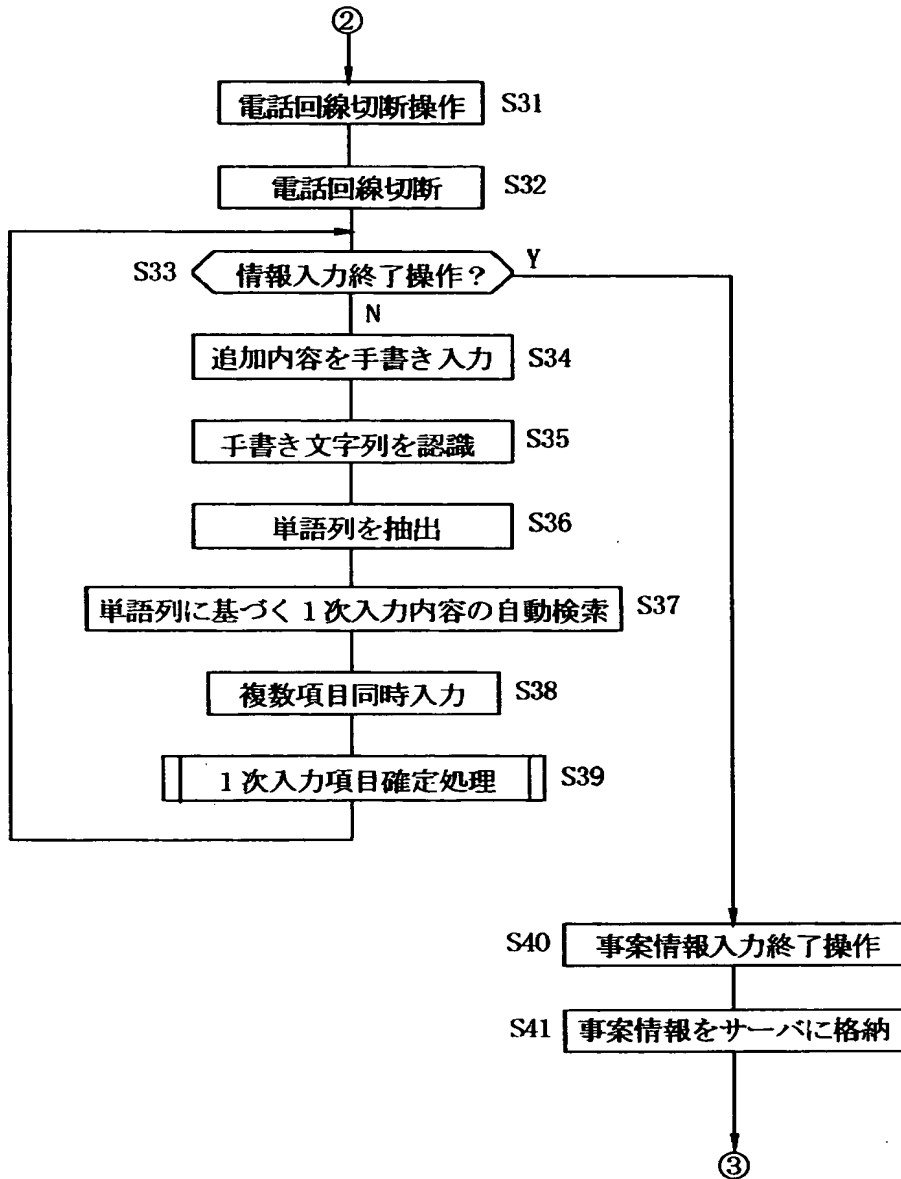 ②
電話回線切断操作 S31
電話回線切断 S32
S33 情報入力終了操作? Y
N
追加内容を手書き入力 S34
手書き文字列を認識 S35
単語列を抽出 S36
単語列に基づく1次入力内容の自動検索 S37
複数項目同時入力 S38
1次入力項目確定処理 S39
S40 事案情報入力終了操作
S41 事案情報をサーバに格納
③